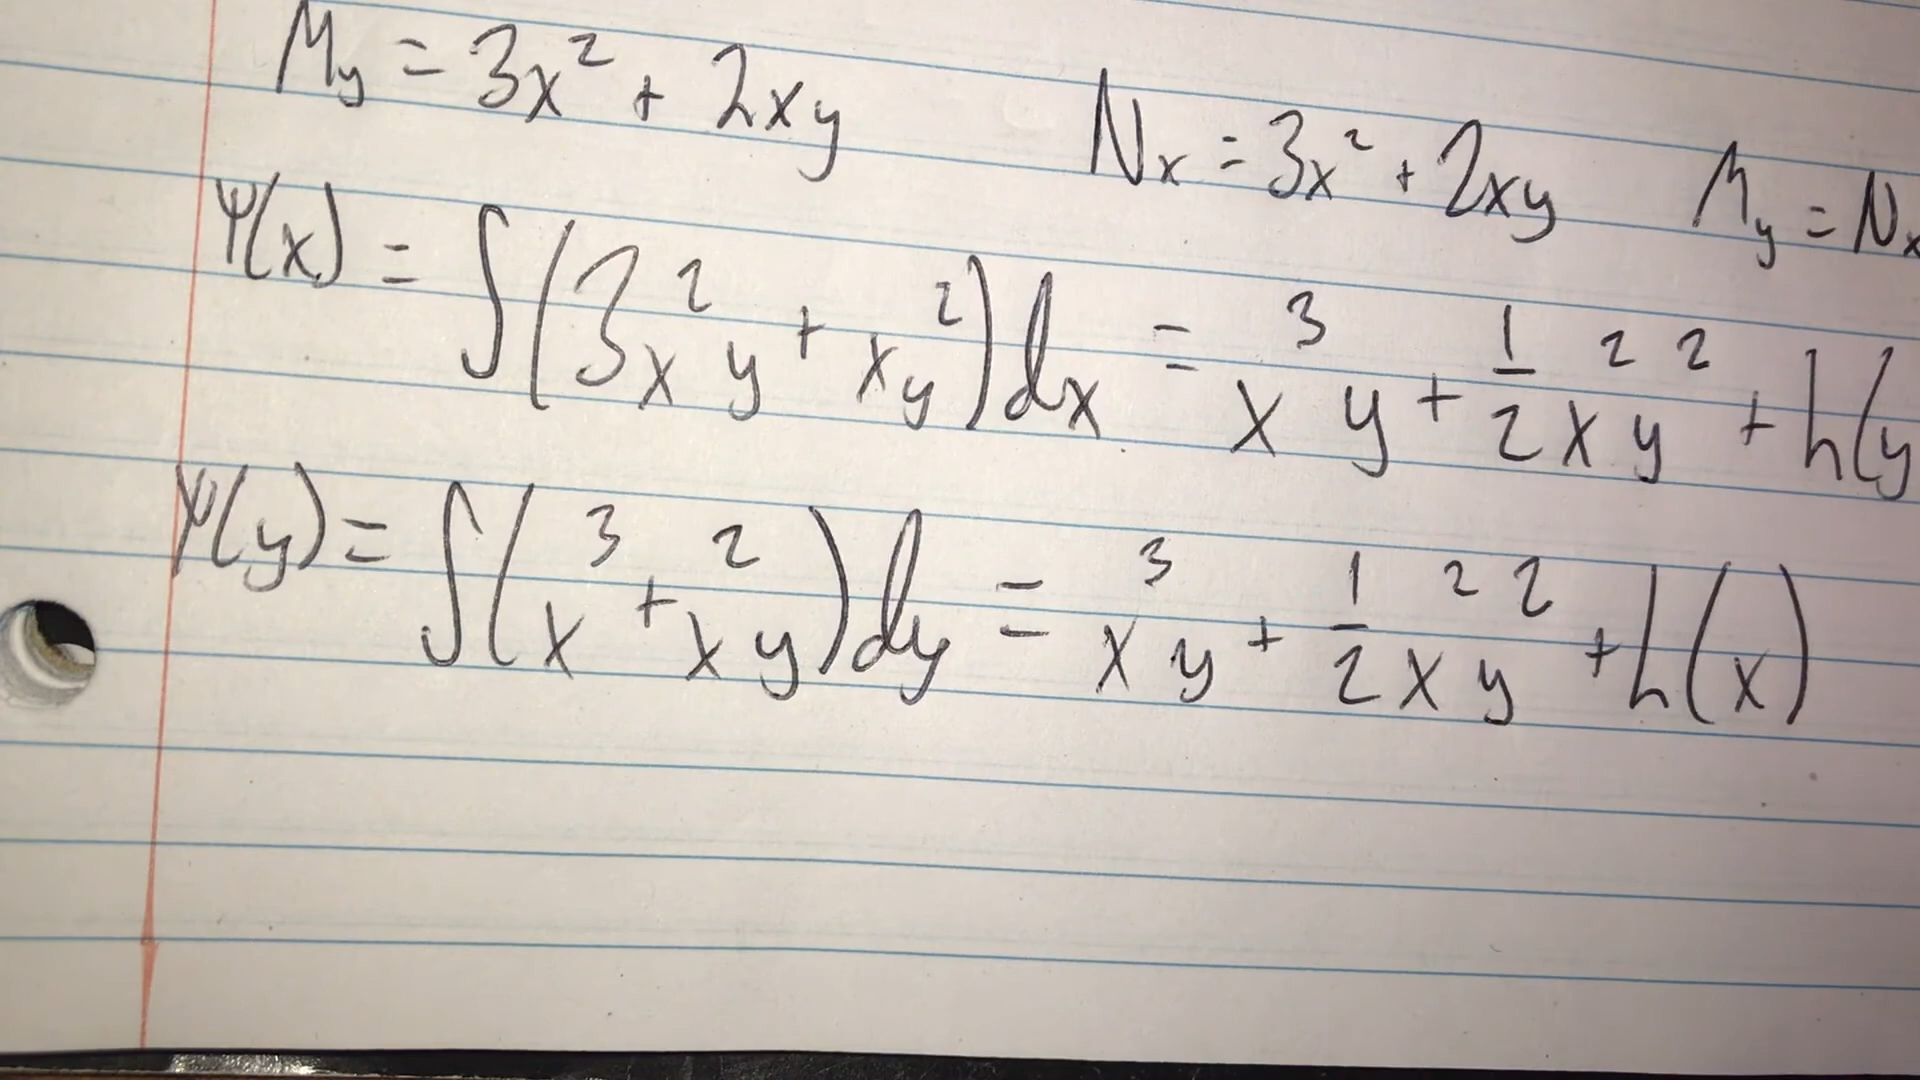 My = 3x² + 2xy Nx = 3x² + 2xy My = Nx
Ψ(x) = ∫(3x²y + xy²)dx = x³y + ½x²y² + h(y
Ψ(y) = ∫(x³ + x²y)dy = x³y + ½x²y² + h(x)